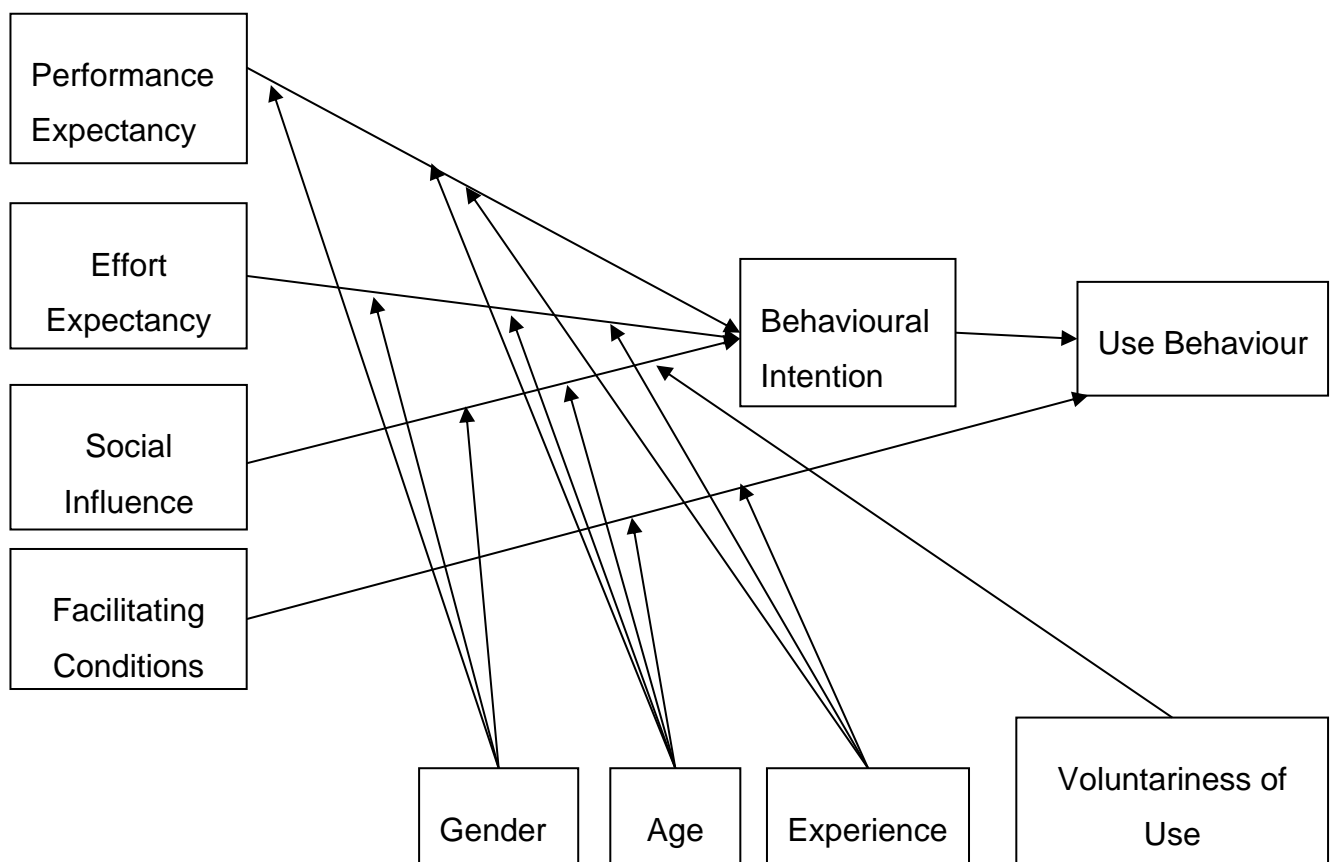 Performance
Expectancy
Effort
Expectancy
Social
Influence
Facilitating
Conditions
Behavioural
Intention
Use Behaviour
Gender
Age
Experience
Voluntariness of
Use